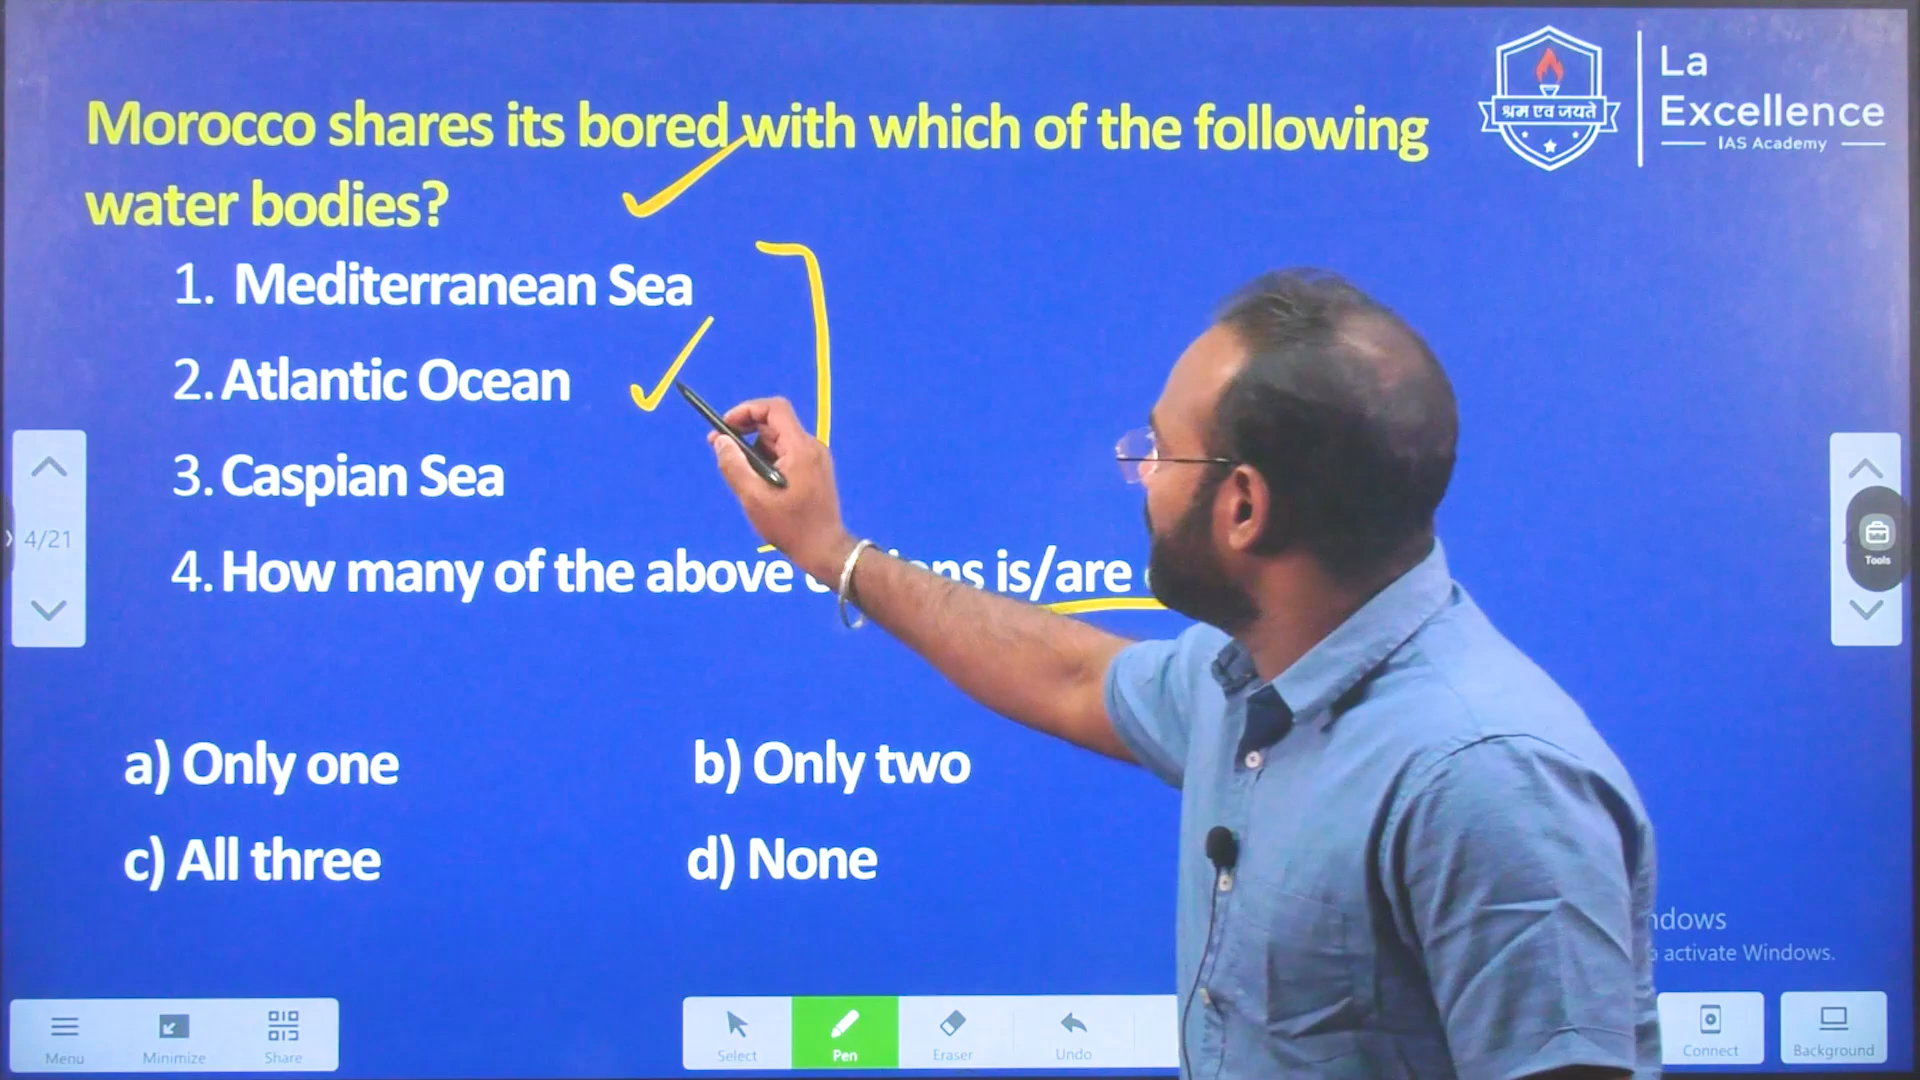 Morocco shares its bored with which of the following
water bodies?
1. Mediterranean Sea
2. Atlantic Ocean
3. Caspian Sea
4. How many of the above is/are
a) Only one
b) Only two
c) All three
d) None
श्रम एव जयते
La
Excellence
IAS Academy
4/21
Tools
activate Windows.
Menu
Minimize
Share
Select
Pen
Eraser
Undo
Connect
Background